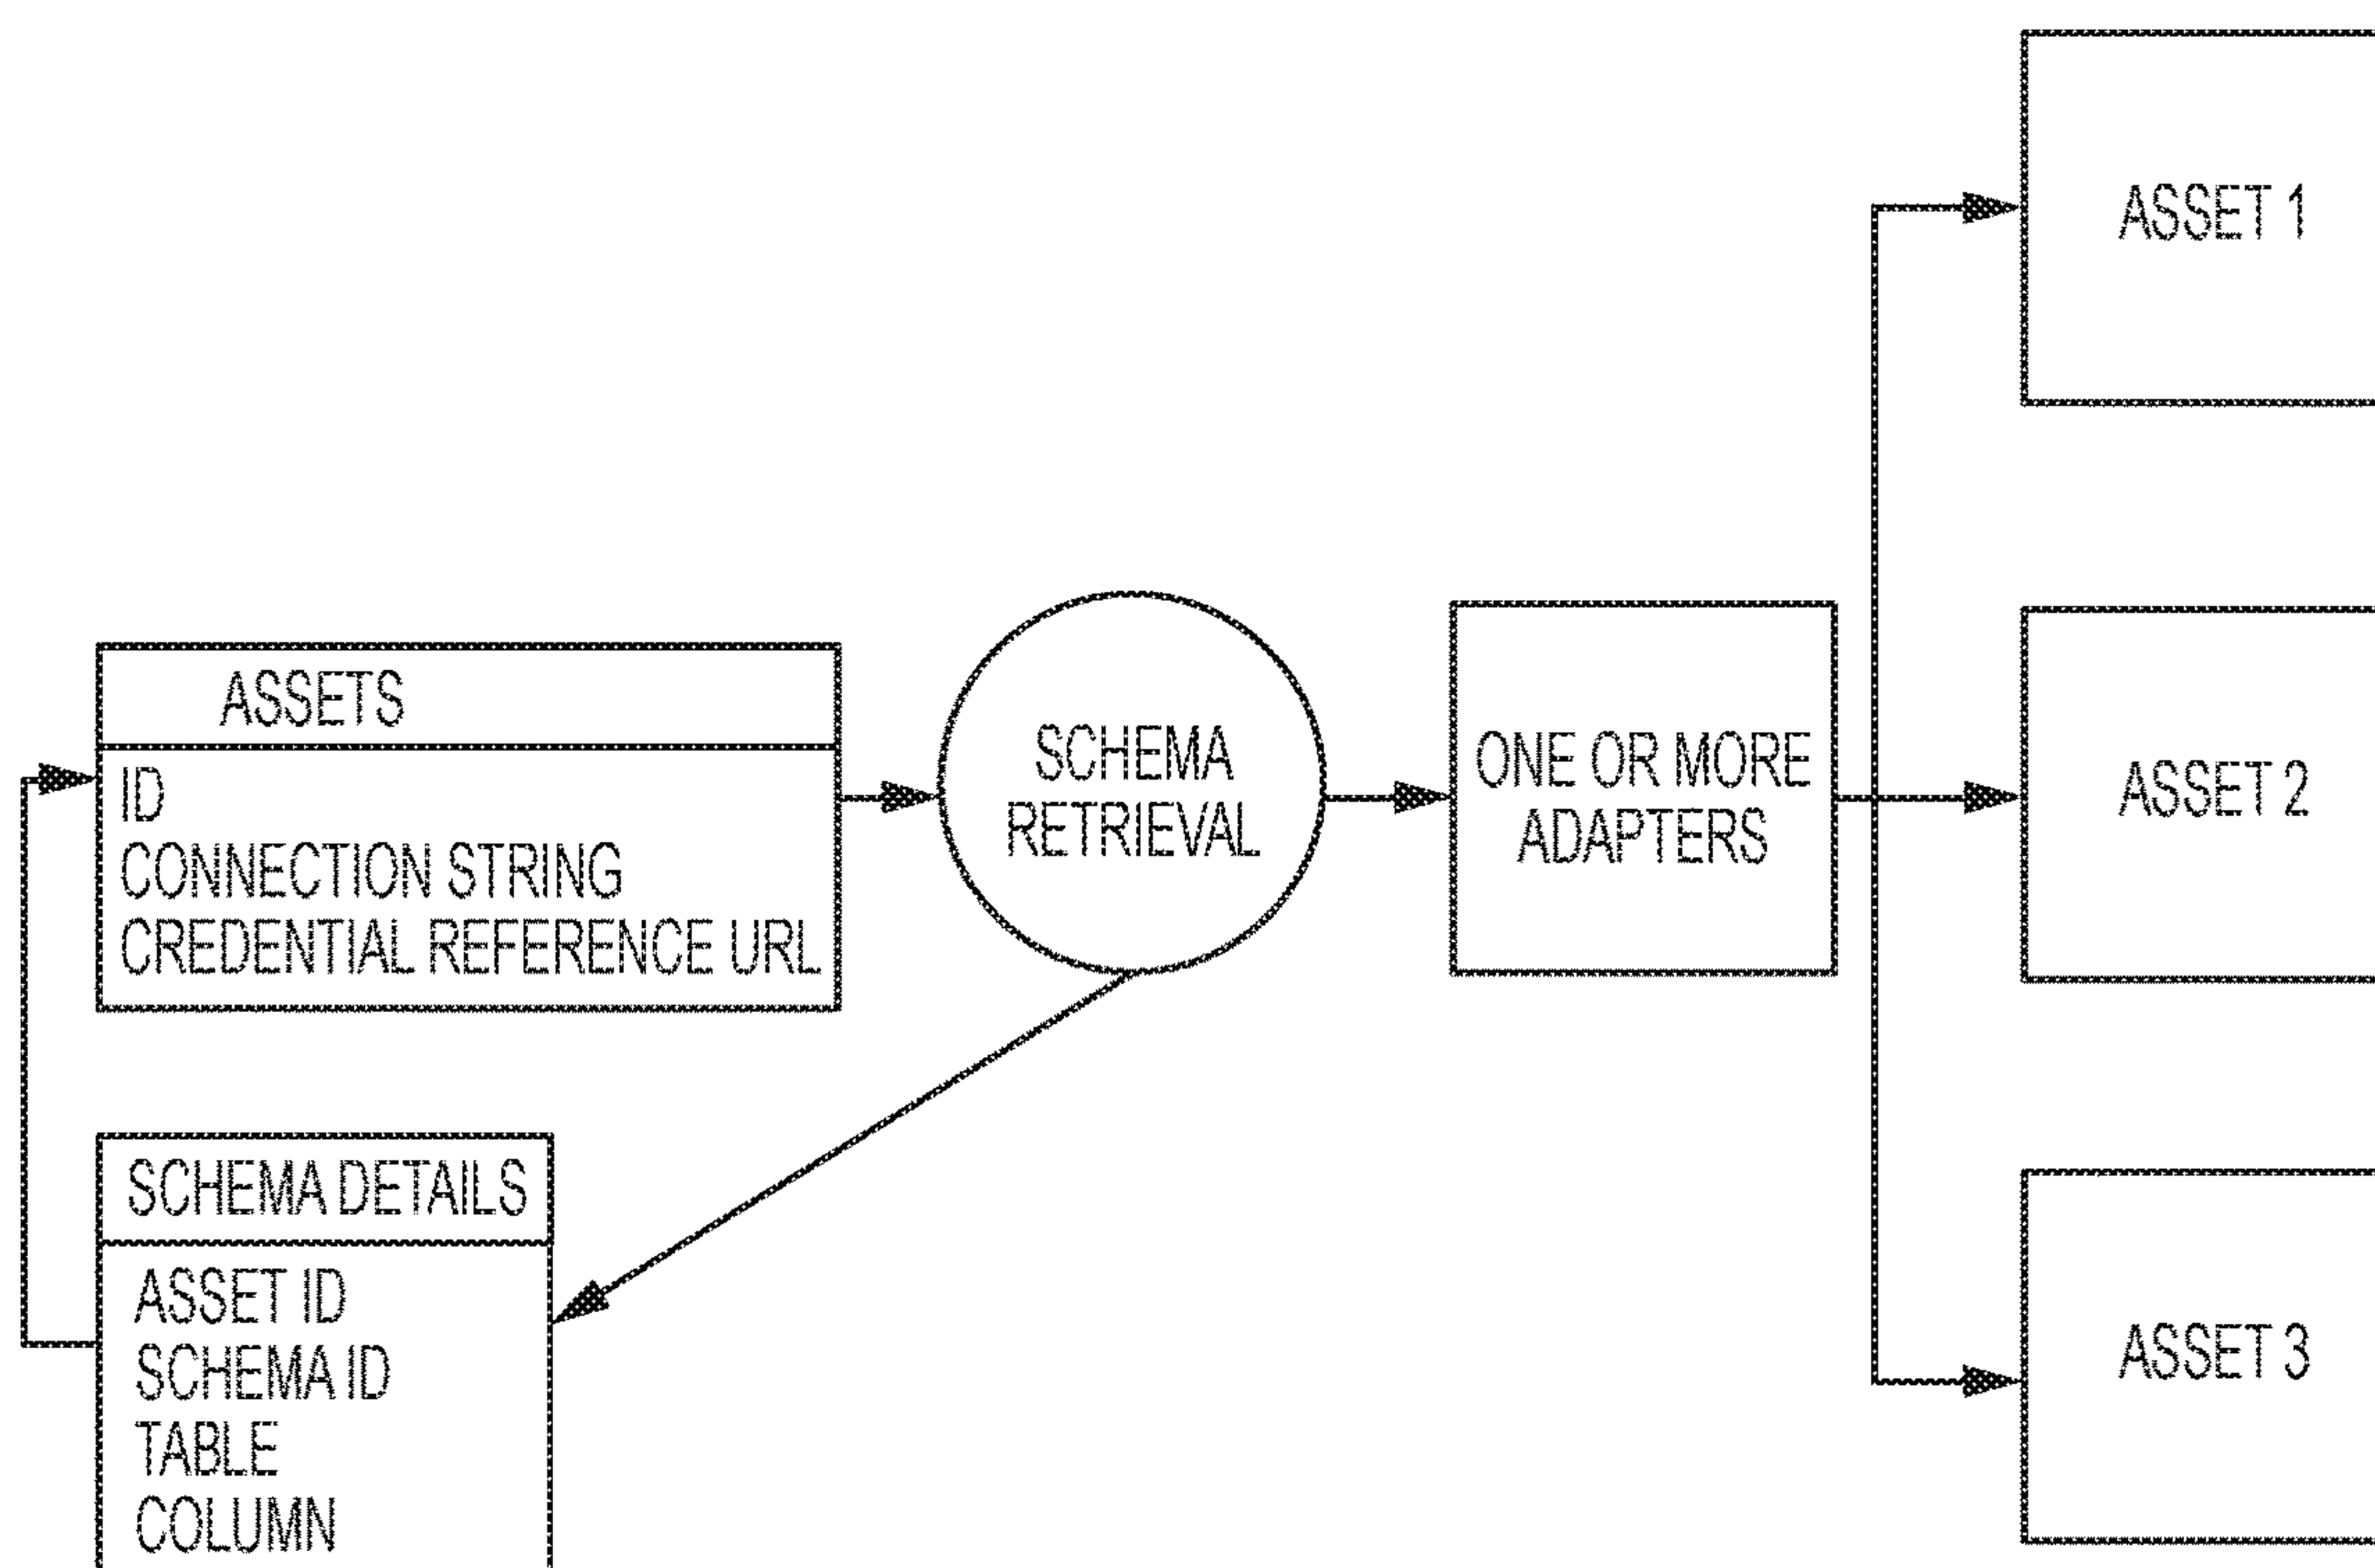 ASSETS
ID
CONNECTION STRING
CREDENTIAL REFERENCE URL
SCHEMA DETAILS
ASSET ID
SCHEMA ID
TABLE
COLUMN
SCHEMA
RETRIEVAL
ONE OR MORE
ADAPTERS
ASSET 1
ASSET 2
ASSET 3